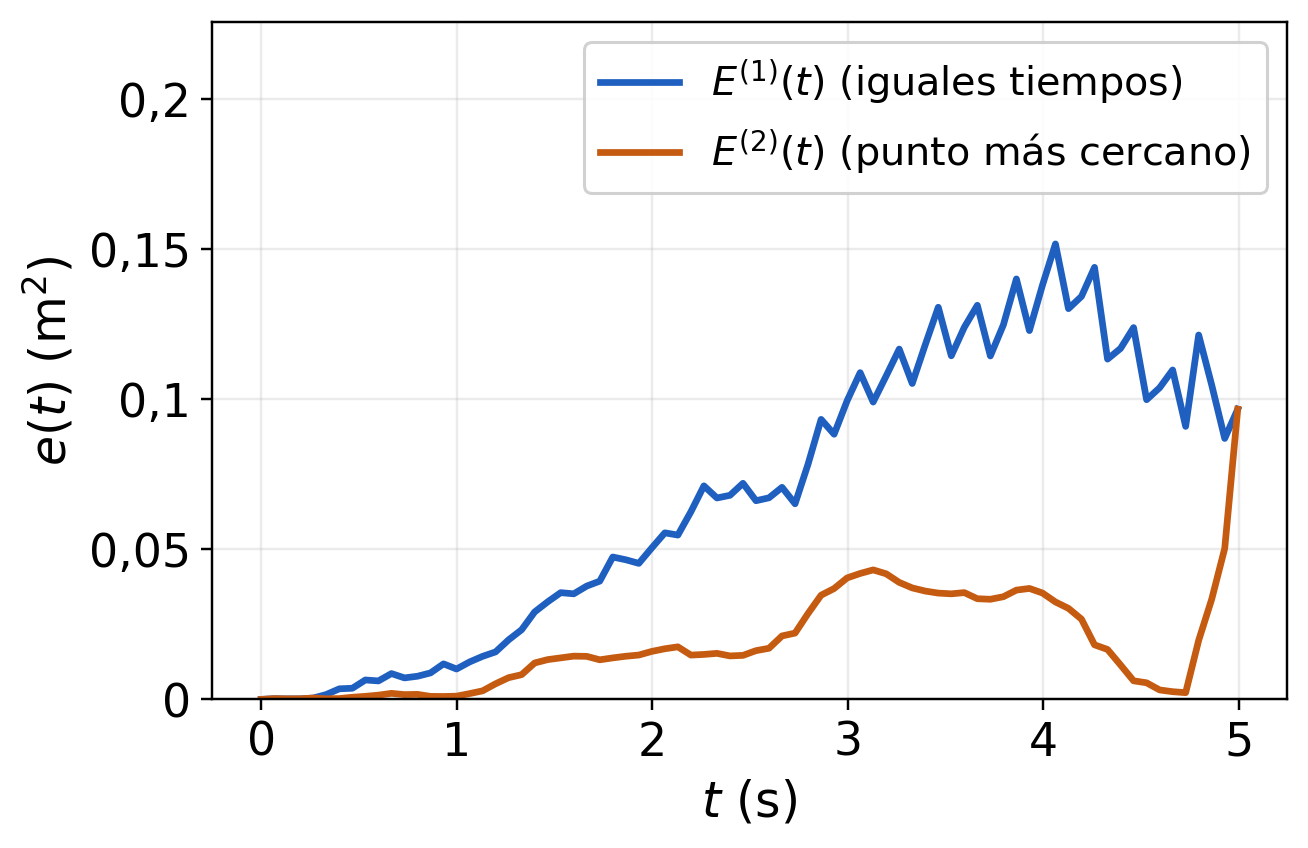 E⁽¹⁾(t) (iguales tiempos)
E⁽²⁾(t) (punto más cercano)
e(t) (m²)
0,2
0,15
0,1
0,05
0
0 1 2 3 4 5
t (s)